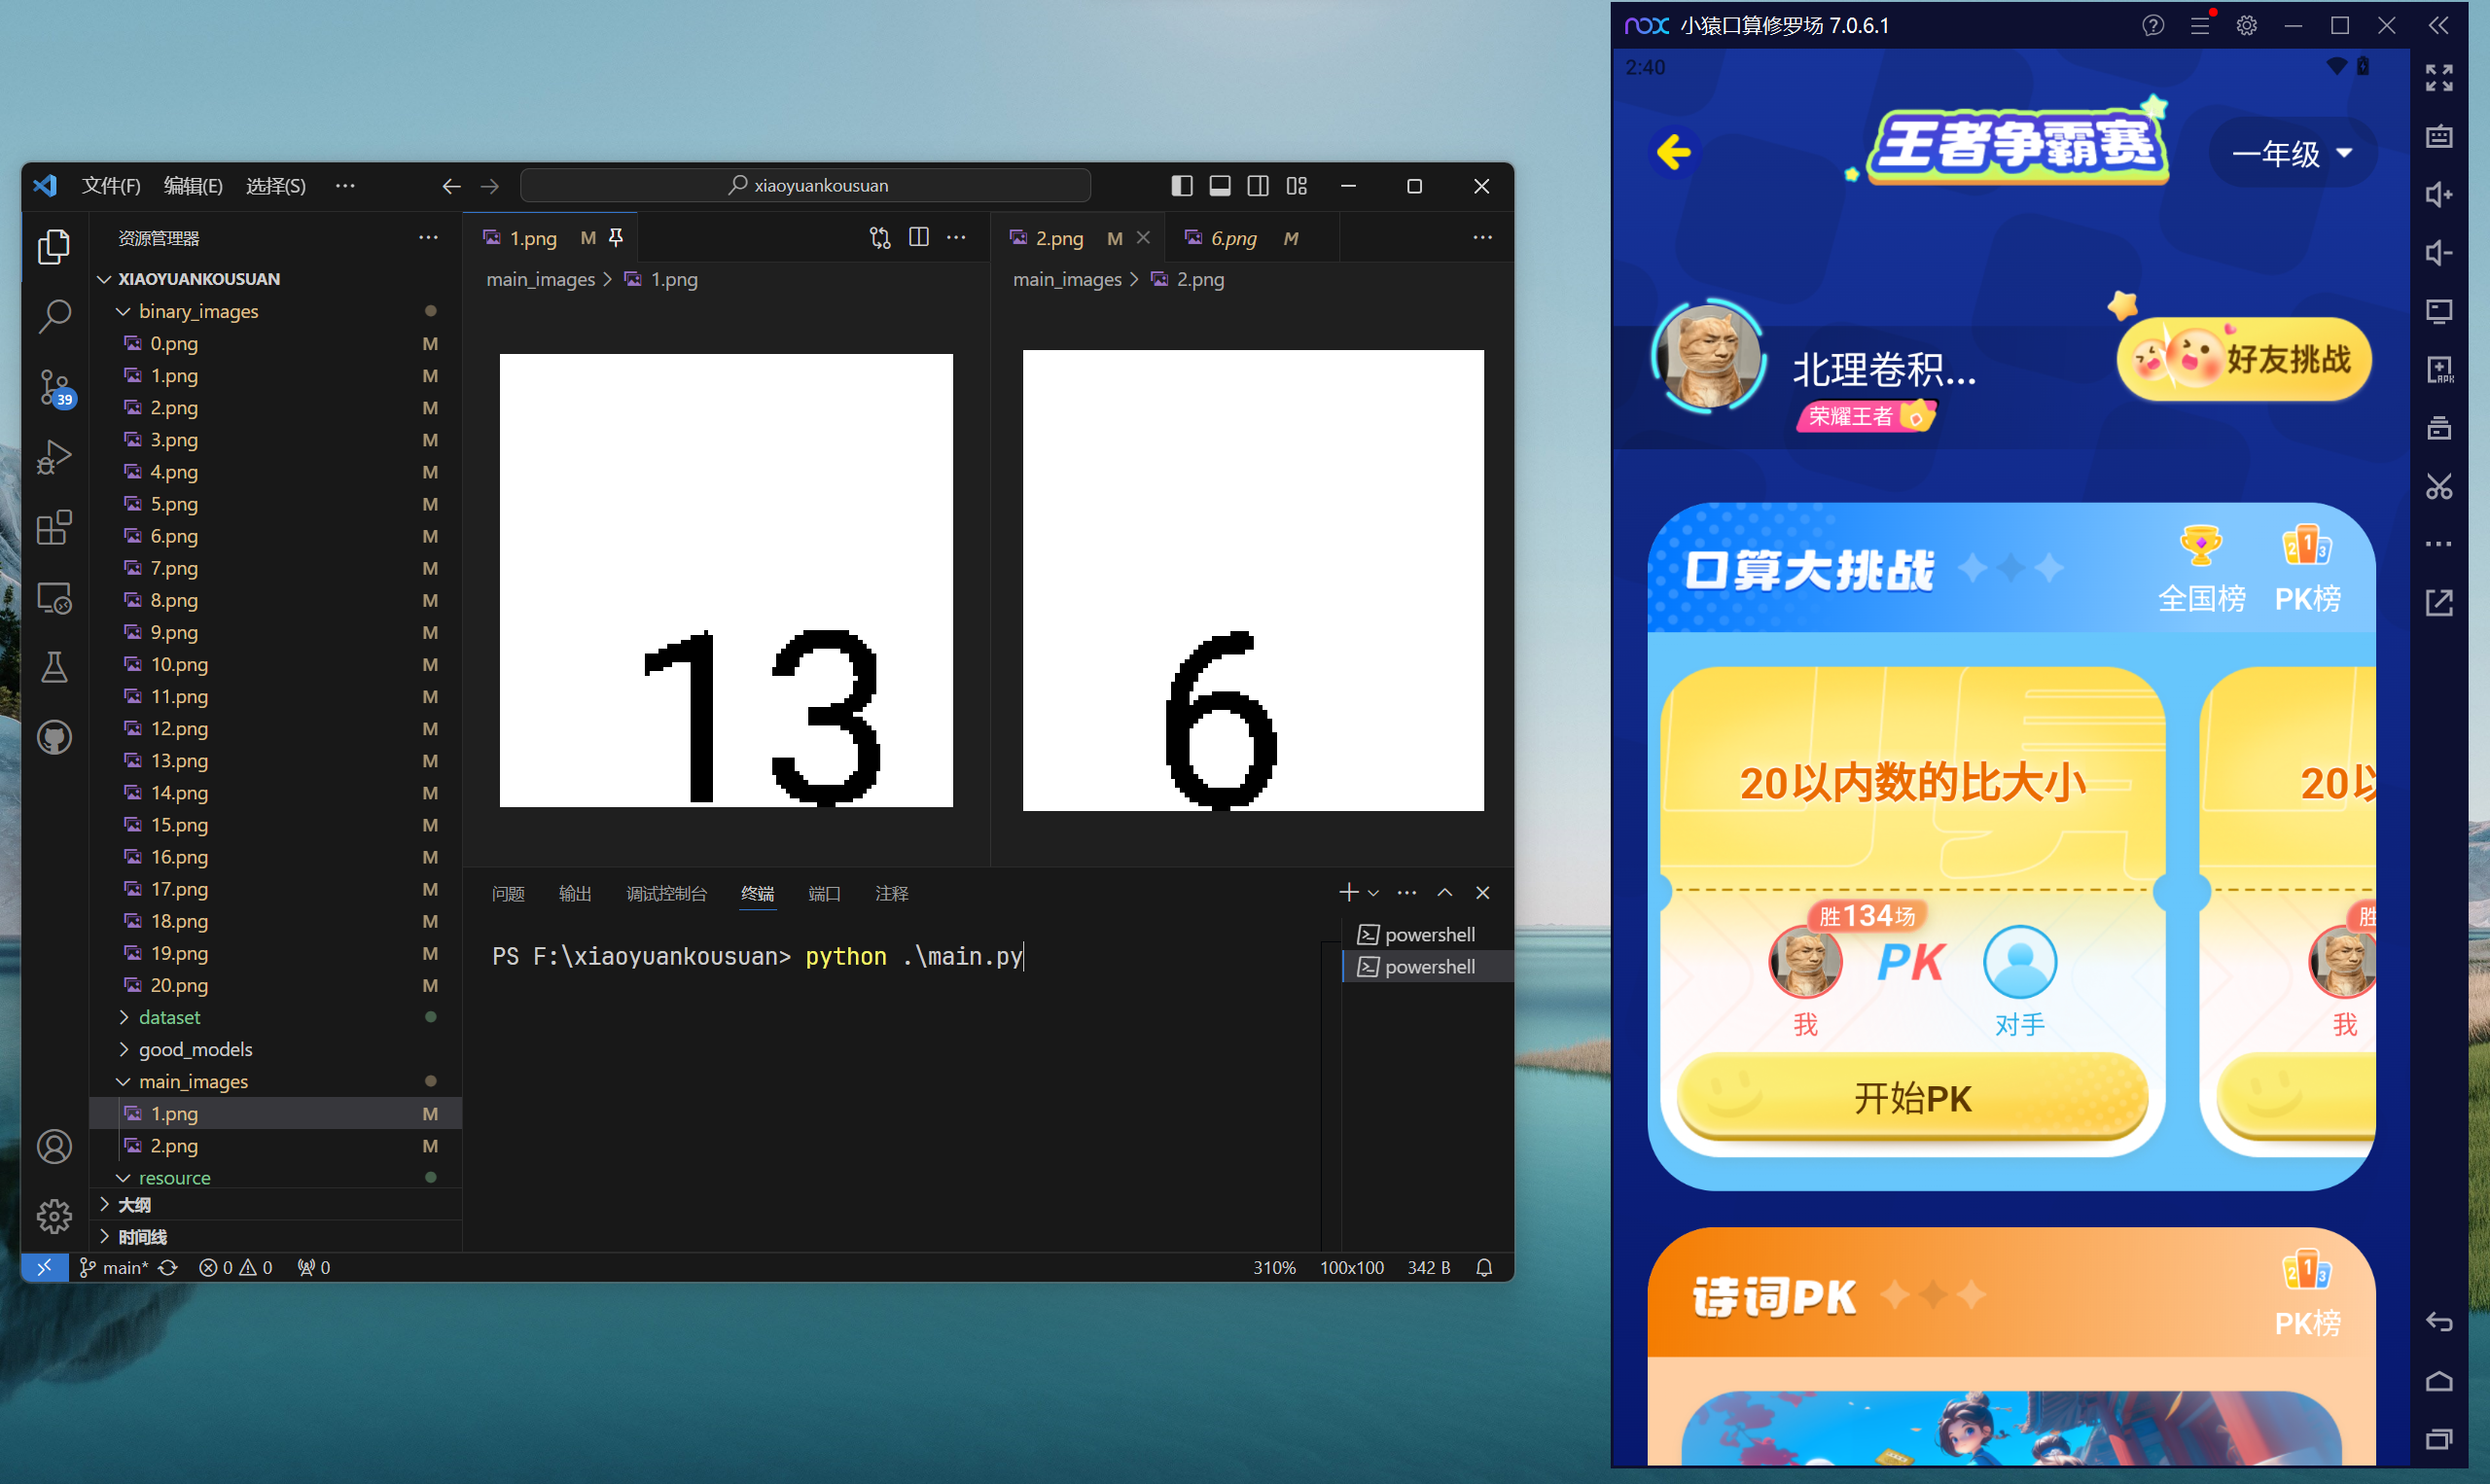 文件(F) 编辑(E) 选择(S) ··· xiaoyuankousuan
资源管理器 ···
XIAOYUANKOUSUAN
binary_images
0.png M
1.png M
2.png M
3.png M
4.png M
5.png M
6.png M
7.png M
8.png M
9.png M
10.png M
11.png M
12.png M
13.png M
14.png M
15.png M
16.png M
17.png M
18.png M
19.png M
20.png M
dataset
good_models
main_images
1.png M
2.png M
resource
大纲
时间线
39
1.png M
main_images > 1.png
13
2.png M
6.png M
main_images > 2.png
6
问题 输出 调试控制台 终端 端口 注释
PS F:\xiaoyuankousuan> python .\main.py
powershell
powershell
main* 0 0 0
310% 100x100 342 B
nox 小猿口算修罗场 7.0.6.1
2:40
王者争霸赛
一年级
北理卷积...
荣耀王者
好友挑战
口算大挑战
2 1 3
全国榜 PK榜
20以内数的比大小
20以
胜134场
胜
PK
我 对手
我
开始PK
诗词PK
2 1 3
PK榜
APK